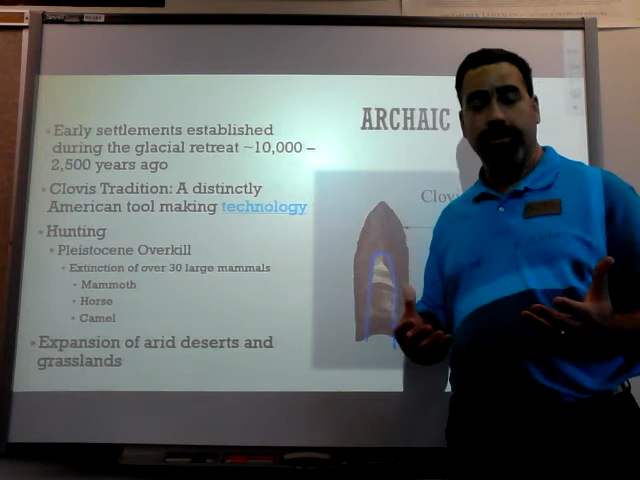 ARCHAIC
Early settlements established
during the glacial retreat ~10,000 –
2,500 years ago
Clovis Tradition: A distinctly
American tool making technology
Hunting
Pleistocene Overkill
Extinction of over 30 large mammals
Mammoth
Horse
Camel
Expansion of arid deserts and
grasslands
Clov